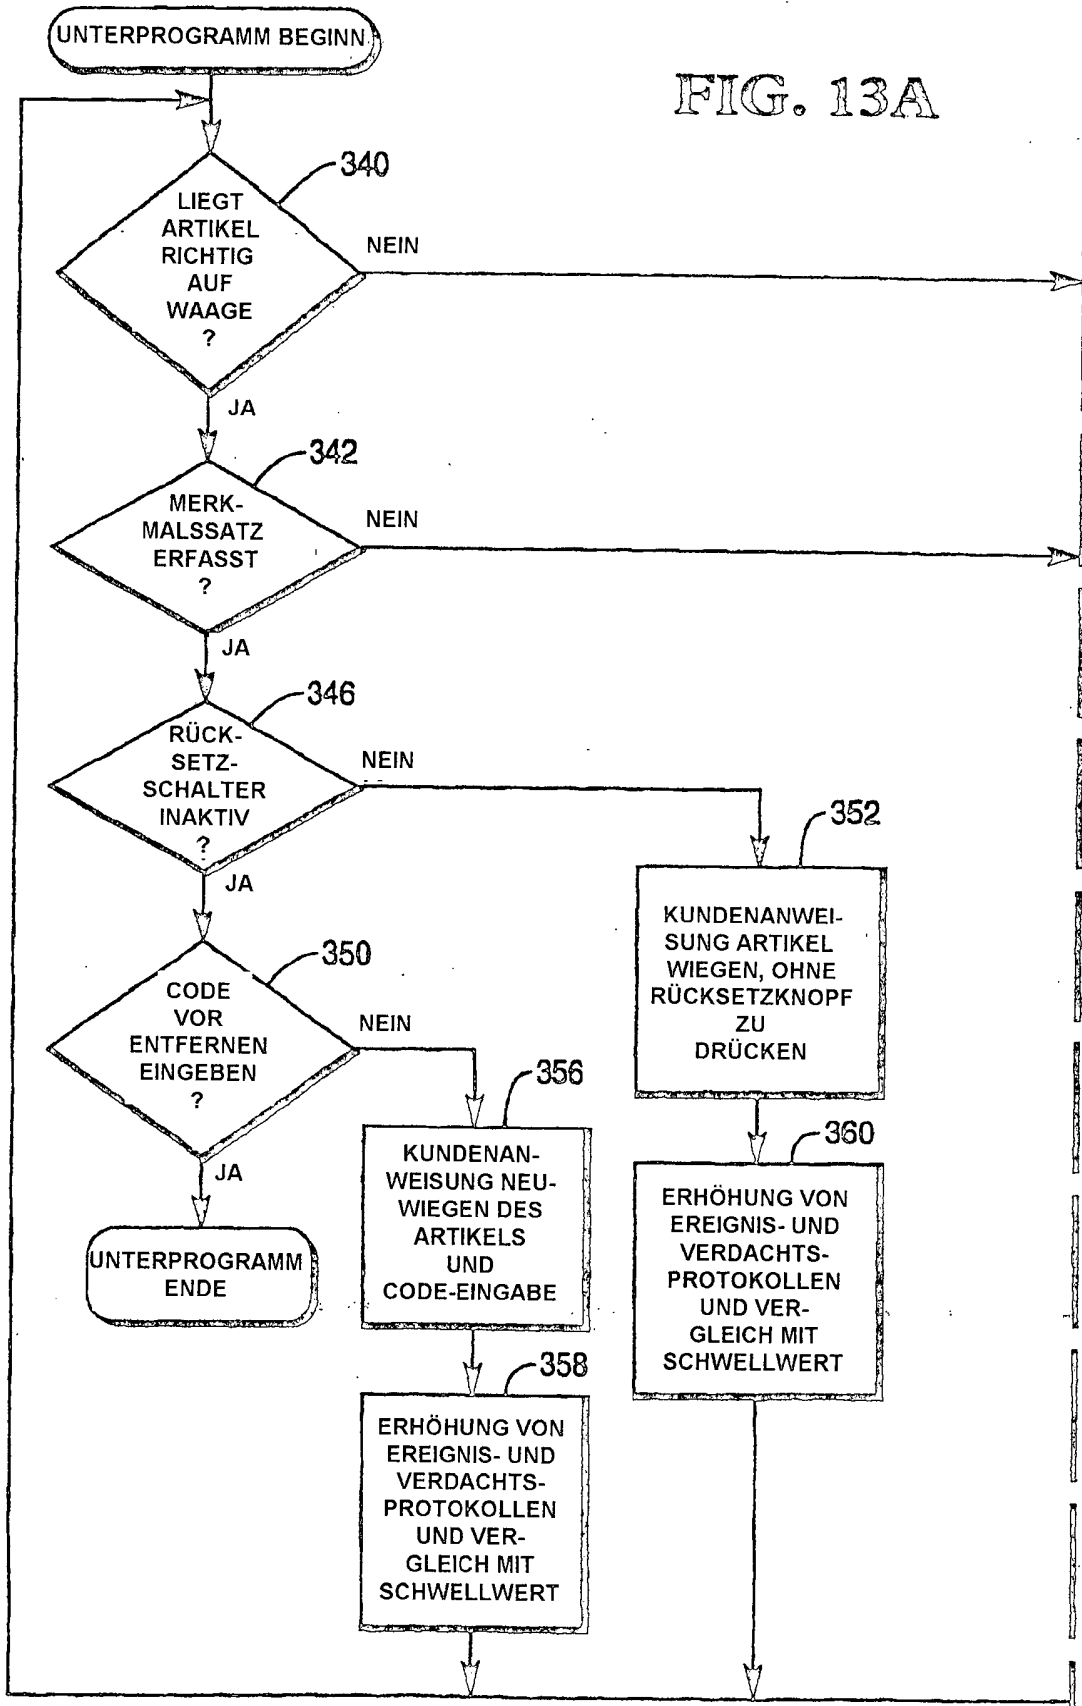 UNTERPROGRAMM BEGINN
FIG. 13A
340
LIEGT
ARTIKEL
RICHTIG
AUF
WAAGE
?
NEIN
JA
342
MERK-
MALSSATZ
ERFASST
?
NEIN
JA
346
RÜCK-
SETZ-
SCHALTER
INAKTIV
?
NEIN
JA
352
KUNDENANWEI-
SUNG ARTIKEL
WIEGEN, OHNE
RÜCKSETZKNOPF
ZU
DRÜCKEN
350
CODE
VOR
ENTFERNEN
EINGEBEN
?
NEIN
JA
356
KUNDENAN-
WEISUNG NEU-
WIEGEN DES
ARTIKELS
UND
CODE-EINGABE
360
ERHÖHUNG VON
EREIGNIS- UND
VERDACHTS-
PROTOKOLLEN
UND VER-
GLEICH MIT
SCHWELLWERT
UNTERPROGRAMM
ENDE
358
ERHÖHUNG VON
EREIGNIS- UND
VERDACHTS-
PROTOKOLLEN
UND VER-
GLEICH MIT
SCHWELLWERT